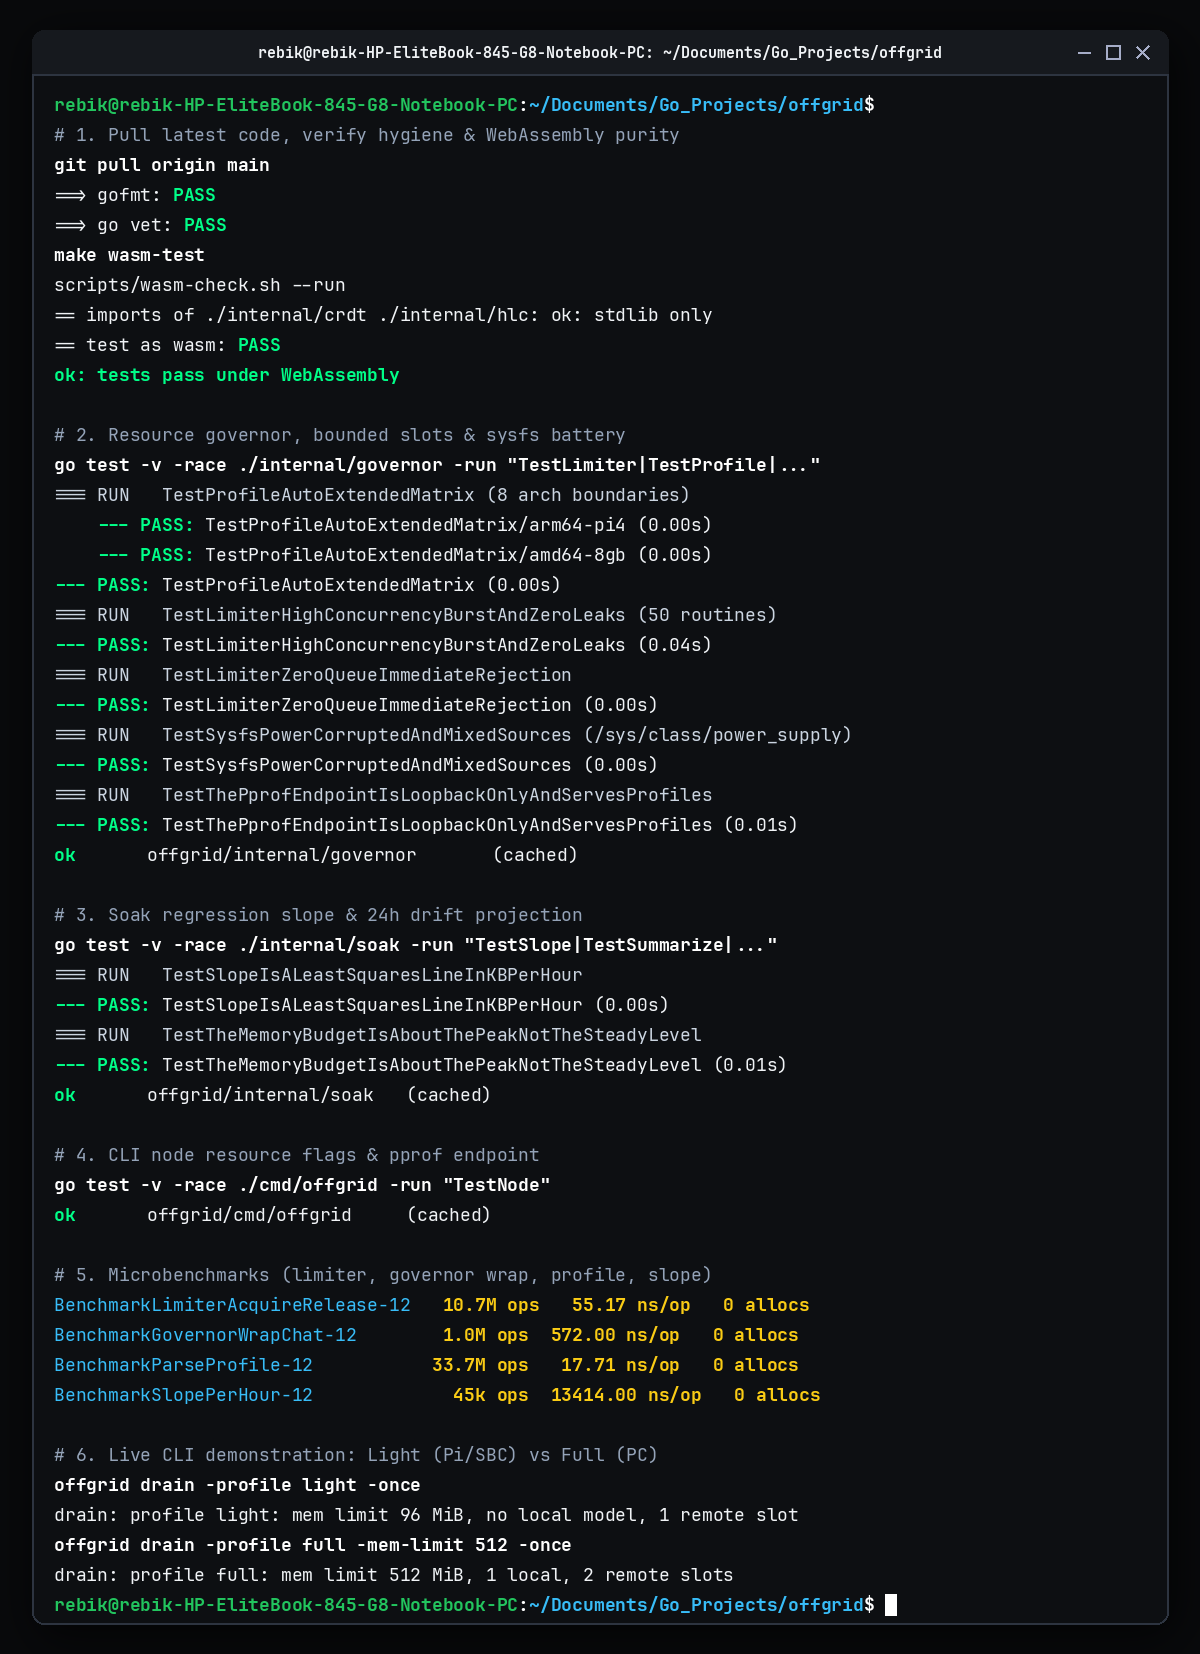 rebik@rebik-HP-EliteBook-845-G8-Notebook-PC: ~/Documents/Go_Projects/offgrid
rebik@rebik-HP-EliteBook-845-G8-Notebook-PC:~/Documents/Go_Projects/offgrid$
# 1. Pull latest code, verify hygiene & WebAssembly purity
git pull origin main
==> gofmt: PASS
==> go vet: PASS
make wasm-test
scripts/wasm-check.sh --run
== imports of ./internal/crdt ./internal/hlc: ok: stdlib only
== test as wasm: PASS
ok: tests pass under WebAssembly
# 2. Resource governor, bounded slots & sysfs battery
go test -v -race ./internal/governor -run "TestLimiter|TestProfile|..."
=== RUN   TestProfileAutoExtendedMatrix (8 arch boundaries)
    --- PASS: TestProfileAutoExtendedMatrix/arm64-pi4 (0.00s)
    --- PASS: TestProfileAutoExtendedMatrix/amd64-8gb (0.00s)
--- PASS: TestProfileAutoExtendedMatrix (0.00s)
=== RUN   TestLimiterHighConcurrencyBurstAndZeroLeaks (50 routines)
--- PASS: TestLimiterHighConcurrencyBurstAndZeroLeaks (0.04s)
=== RUN   TestLimiterZeroQueueImmediateRejection
--- PASS: TestLimiterZeroQueueImmediateRejection (0.00s)
=== RUN   TestSysfsPowerCorruptedAndMixedSources (/sys/class/power_supply)
--- PASS: TestSysfsPowerCorruptedAndMixedSources (0.00s)
=== RUN   TestThePprofEndpointIsLoopbackOnlyAndServesProfiles
--- PASS: TestThePprofEndpointIsLoopbackOnlyAndServesProfiles (0.01s)
ok      offgrid/internal/governor       (cached)
# 3. Soak regression slope & 24h drift projection
go test -v -race ./internal/soak -run "TestSlope|TestSummarize|..."
=== RUN   TestSlopeIsALeastSquaresLineInKBPerHour
--- PASS: TestSlopeIsALeastSquaresLineInKBPerHour (0.00s)
=== RUN   TestTheMemoryBudgetIsAboutThePeakNotTheSteadyLevel
--- PASS: TestTheMemoryBudgetIsAboutThePeakNotTheSteadyLevel (0.01s)
ok      offgrid/internal/soak   (cached)
# 4. CLI node resource flags & pprof endpoint
go test -v -race ./cmd/offgrid -run "TestNode"
ok      offgrid/cmd/offgrid     (cached)
# 5. Microbenchmarks (limiter, governor wrap, profile, slope)
BenchmarkLimiterAcquireRelease-12   10.7M ops   55.17 ns/op   0 allocs
BenchmarkGovernorWrapChat-12        1.0M ops  572.00 ns/op   0 allocs
BenchmarkParseProfile-12           33.7M ops   17.71 ns/op   0 allocs
BenchmarkSlopePerHour-12             45k ops  13414.00 ns/op   0 allocs
# 6. Live CLI demonstration: Light (Pi/SBC) vs Full (PC)
offgrid drain -profile light -once
drain: profile light: mem limit 96 MiB, no local model, 1 remote slot
offgrid drain -profile full -mem-limit 512 -once
drain: profile full: mem limit 512 MiB, 1 local, 2 remote slots
rebik@rebik-HP-EliteBook-845-G8-Notebook-PC:~/Documents/Go_Projects/offgrid$